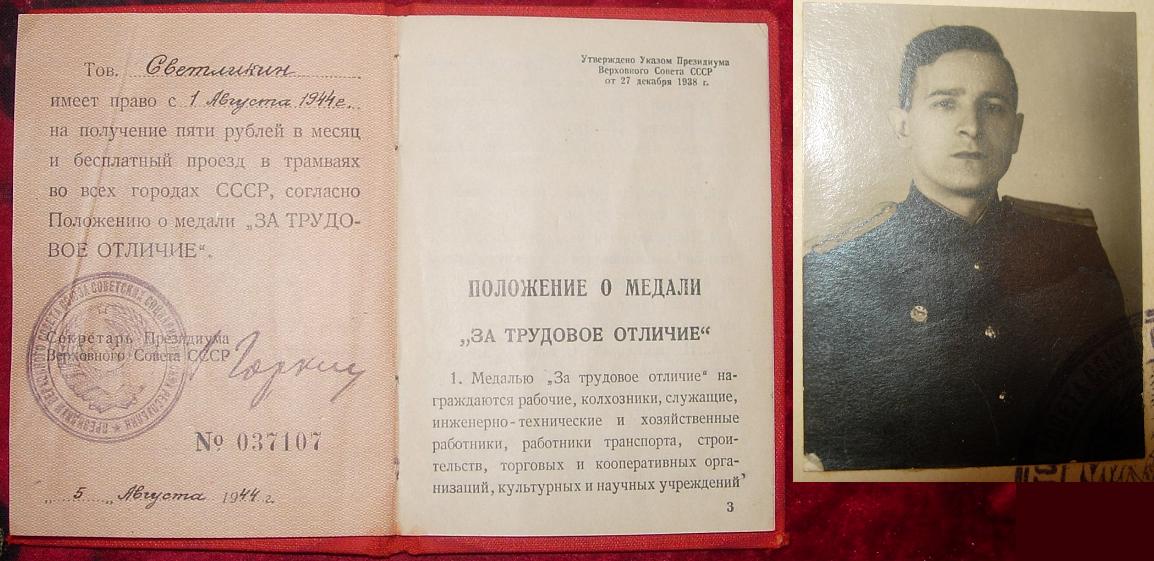 Тов. Светликин
имеет право с 1 Августа 1944 г.
на получение пяти рублей в месяц
и бесплатный проезд в трамваях
во всех городах СССР, согласно
Положению о медали „ЗА ТРУДО-
ВОЕ ОТЛИЧИЕ“.
Секретарь Президиума
Верховного Совета СССР
Горкин
№ 037107
„ 5 „ Августа 1944 г.
Утверждено Указом Президиума
Верховного Совета СССР
от 27 декабря 1938 г.
ПОЛОЖЕНИЕ О МЕДАЛИ
„ЗА ТРУДОВОЕ ОТЛИЧИЕ“
1. Медалью „За трудовое отличие“ на-
граждаются рабочие, колхозники, служащие,
инженерно-технические и хозяйственные
работники, работники транспорта, строи-
тельств, торговых и кооперативных орга-
низаций, культурных и научных учреждений
3